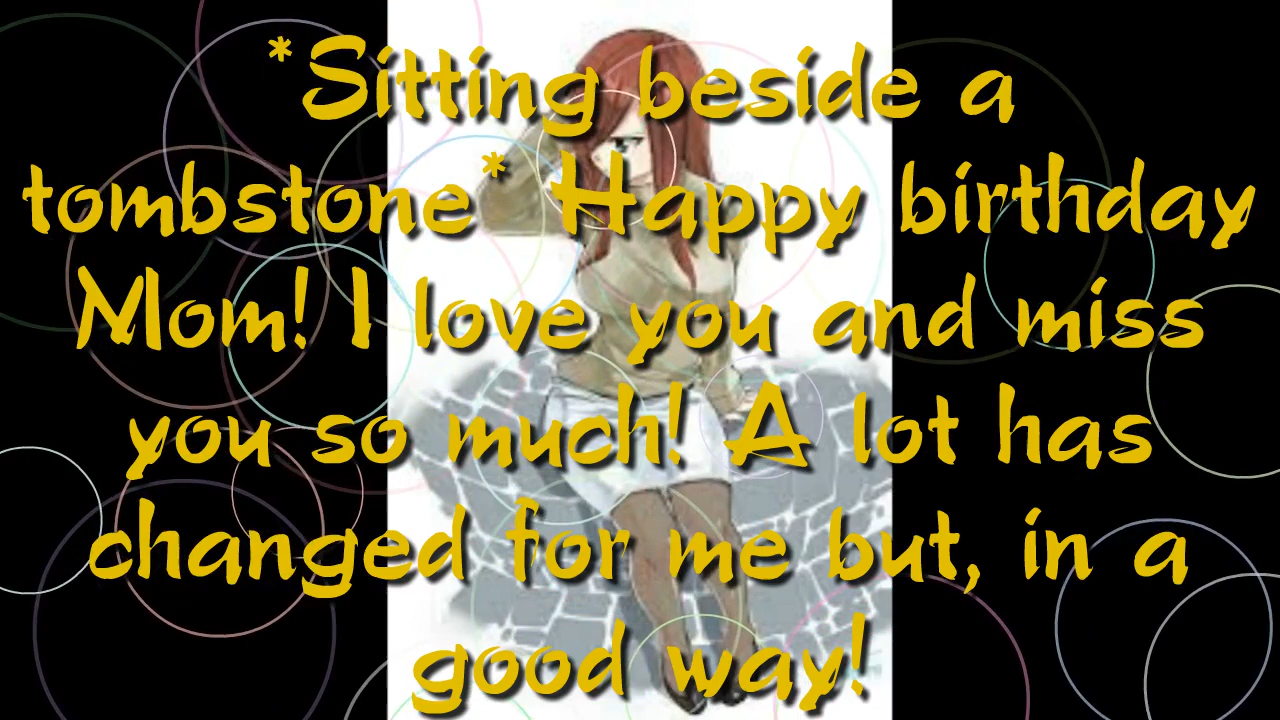 *Sitting beside a
tombstone* Happy birthday
Mom! I love you and miss
you so much! A lot has
changed for me but, in a
good way!